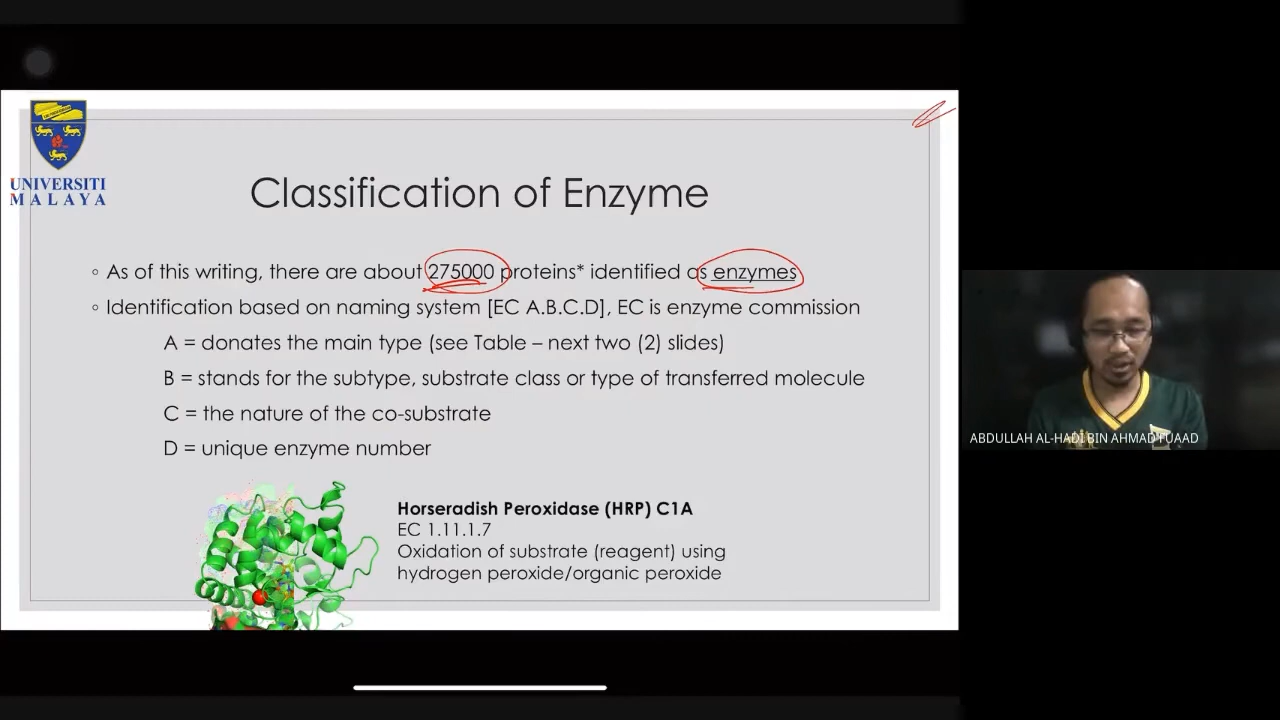 UNIVERSITI
MALAYA
Classification of Enzyme
◦ As of this writing, there are about 275000 proteins* identified as enzymes
◦ Identification based on naming system [EC A.B.C.D], EC is enzyme commission
A = donates the main type (see Table – next two (2) slides)
B = stands for the subtype, substrate class or type of transferred molecule
C = the nature of the co-substrate
D = unique enzyme number
Horseradish Peroxidase (HRP) C1A
EC 1.11.1.7
Oxidation of substrate (reagent) using
hydrogen peroxide/organic peroxide
ABDULLAH AL-HADI BIN AHMAD FUAAD